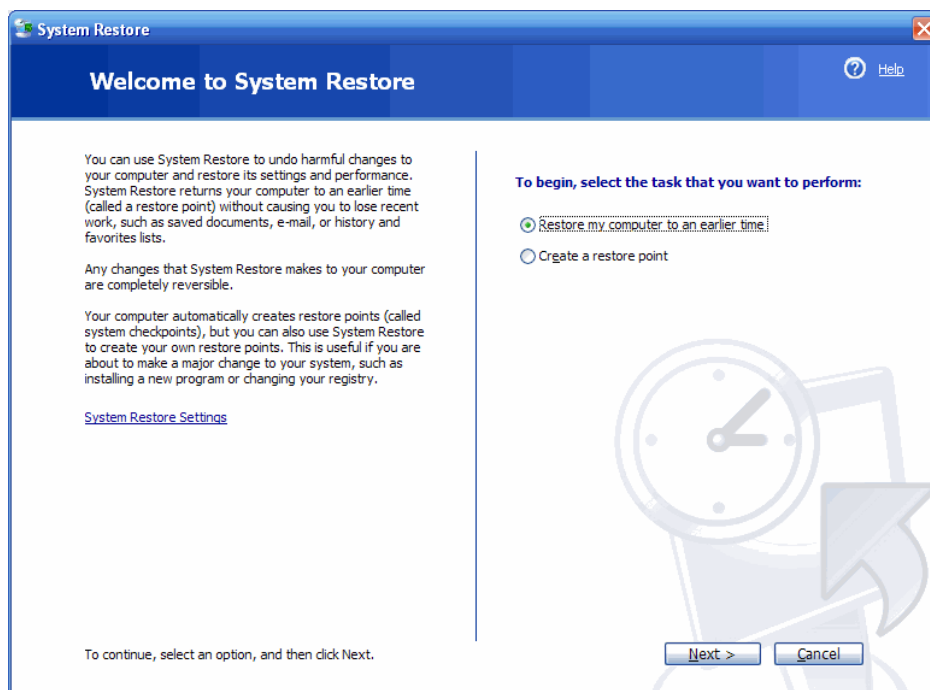 System Restore
Welcome to System Restore
Help
You can use System Restore to undo harmful changes to
your computer and restore its settings and performance.
System Restore returns your computer to an earlier time
(called a restore point) without causing you to lose recent
work, such as saved documents, e-mail, or history and
favorites lists.
Any changes that System Restore makes to your computer
are completely reversible.
Your computer automatically creates restore points (called
system checkpoints), but you can also use System Restore
to create your own restore points. This is useful if you are
about to make a major change to your system, such as
installing a new program or changing your registry.
System Restore Settings
To begin, select the task that you want to perform:
Restore my computer to an earlier time
Create a restore point
To continue, select an option, and then click Next.
Next >
Cancel